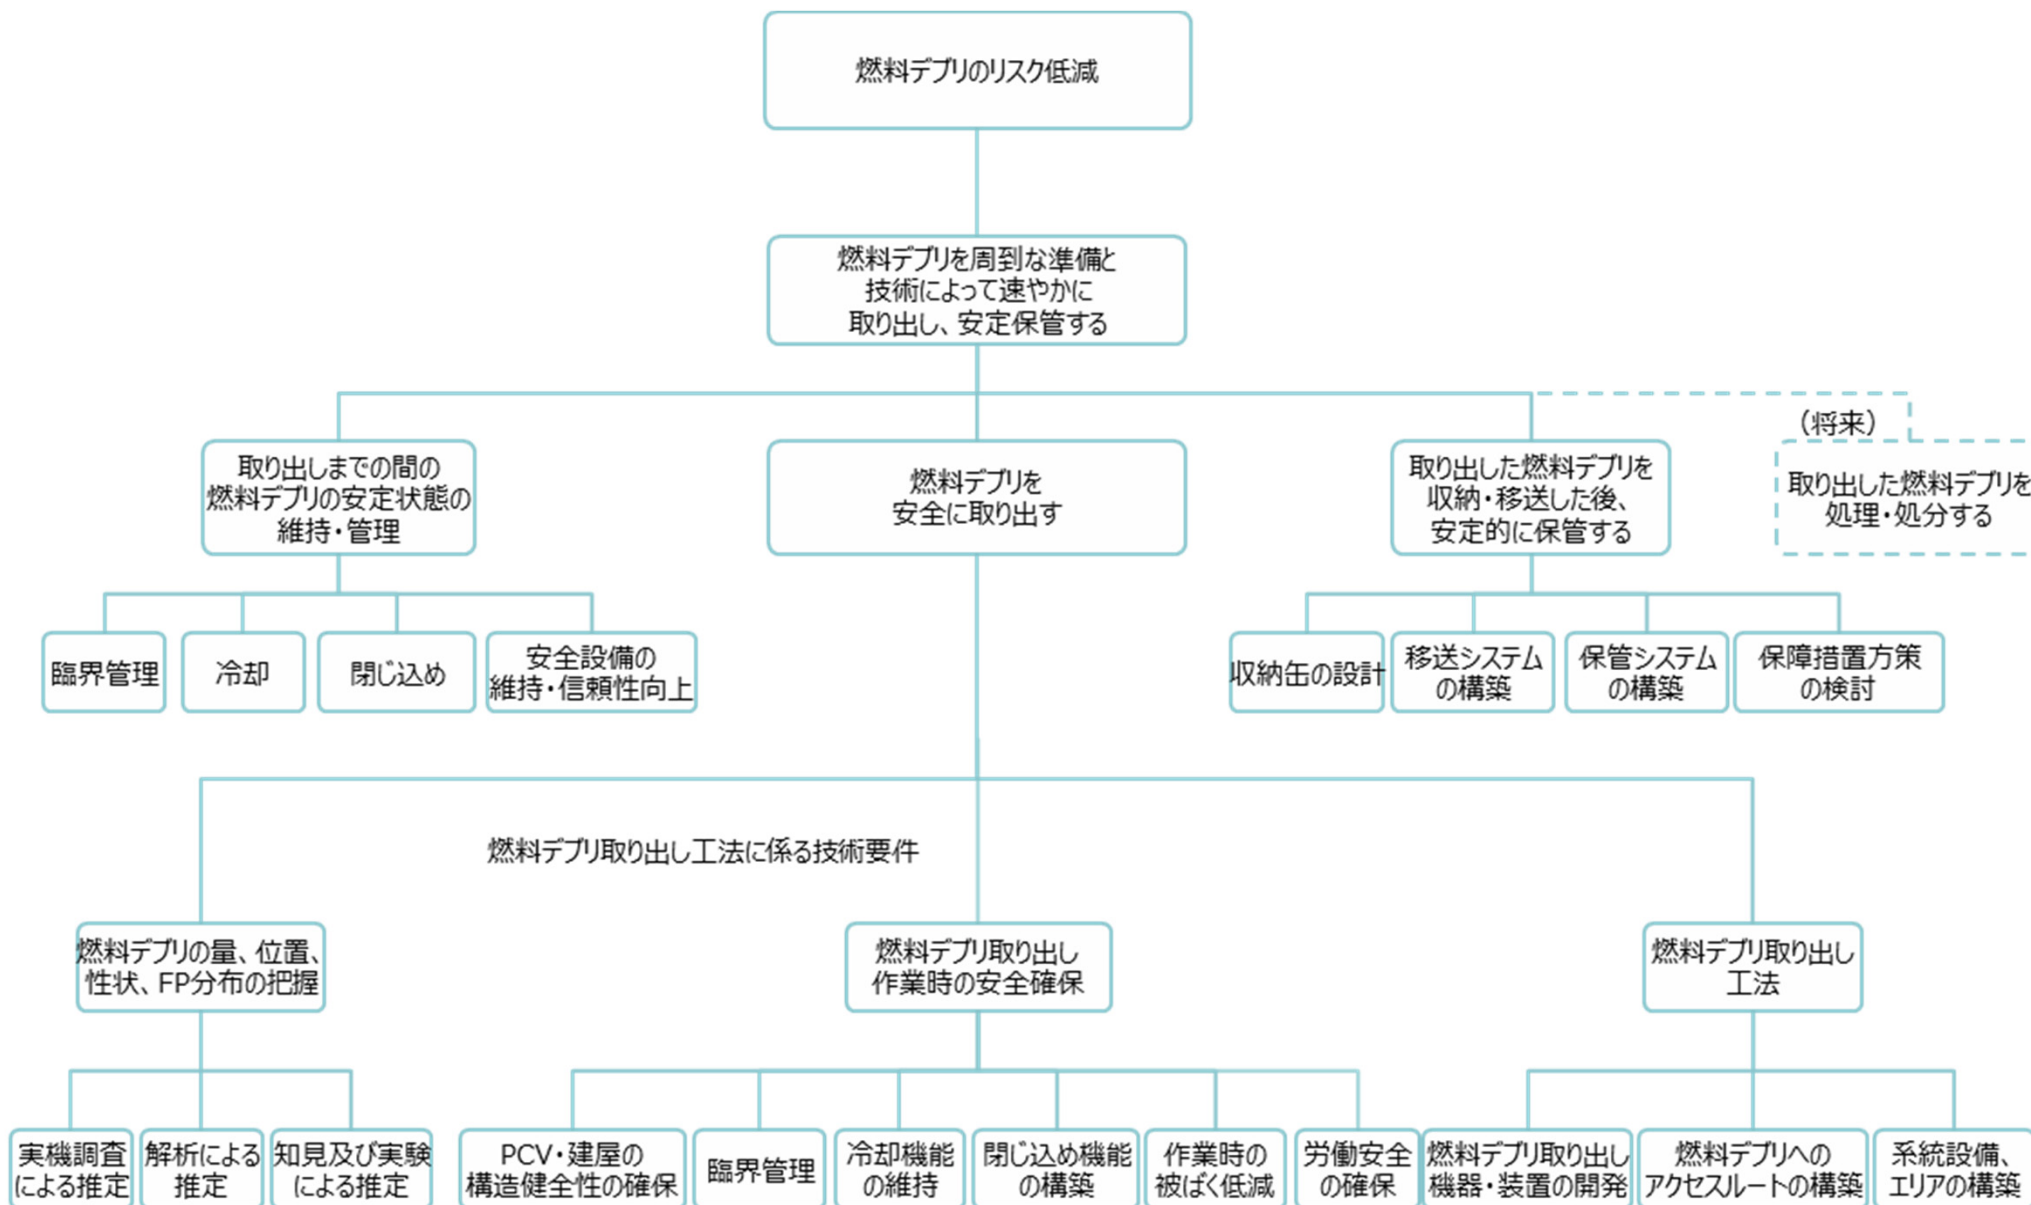 燃料デブリのリスク低減
燃料デブリを周到な準備と
技術によって速やかに
取り出し、安定保管する
取り出しまでの間の
燃料デブリの安定状態の
維持・管理
燃料デブリを
安全に取り出す
取り出した燃料デブリを
収納・移送した後、
安定的に保管する
（将来）
取り出した燃料デブリを
処理・処分する
臨界管理
冷却
閉じ込め
安全設備の
維持・信頼性向上
収納缶の設計
移送システム
の構築
保管システム
の構築
保障措置方策
の検討
燃料デブリ取り出し工法に係る技術要件
燃料デブリの量、位置、
性状、FP分布の把握
燃料デブリ取り出し
作業時の安全確保
燃料デブリ取り出し
工法
実機調査
による推定
解析による
推定
知見及び実験
による推定
PCV・建屋の
構造健全性の確保
臨界管理
冷却機能
の維持
閉じ込め機能
の構築
作業時の
被ばく低減
労働安全
の確保
燃料デブリ取り出し
機器・装置の開発
燃料デブリへの
アクセスルートの構築
系統設備、
エリアの構築